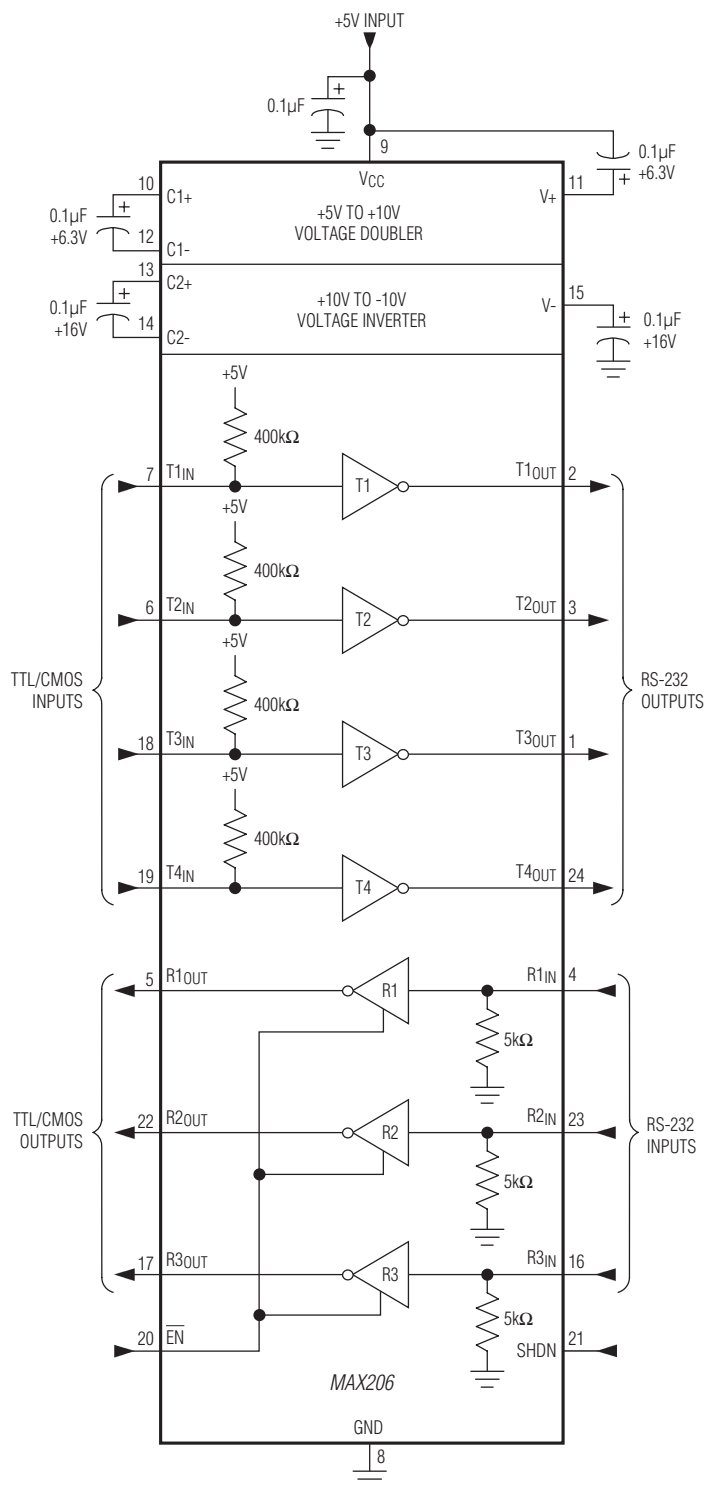 +5V INPUT
0.1µF
+
9
0.1µF
+6.3V
+
10
C1+
VCC
V+
11
+5V TO +10V
VOLTAGE DOUBLER
0.1µF
+6.3V
+
12
C1-
13
C2+
+10V TO -10V
VOLTAGE INVERTER
V-
15
0.1µF
+16V
+
14
C2-
+
0.1µF
+16V
+5V
400kΩ
7
T1IN
T1
T1OUT
2
+5V
400kΩ
6
T2IN
T2
T2OUT
3
+5V
TTL/CMOS
INPUTS
RS-232
OUTPUTS
400kΩ
18
T3IN
T3
T3OUT
1
+5V
400kΩ
19
T4IN
T4
T4OUT
24
5
R1OUT
R1
R1IN
4
5kΩ
TTL/CMOS
OUTPUTS
22
R2OUT
R2
R2IN
23
RS-232
INPUTS
5kΩ
17
R3OUT
R3
R3IN
16
5kΩ
20
EN
SHDN
21
MAX206
GND
8